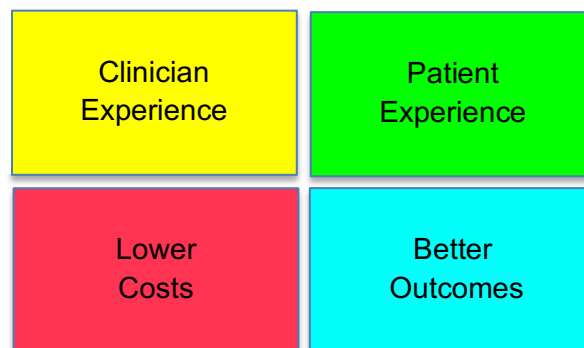 Clinician
Experience
Patient
Experience
Lower
Costs
Better
Outcomes